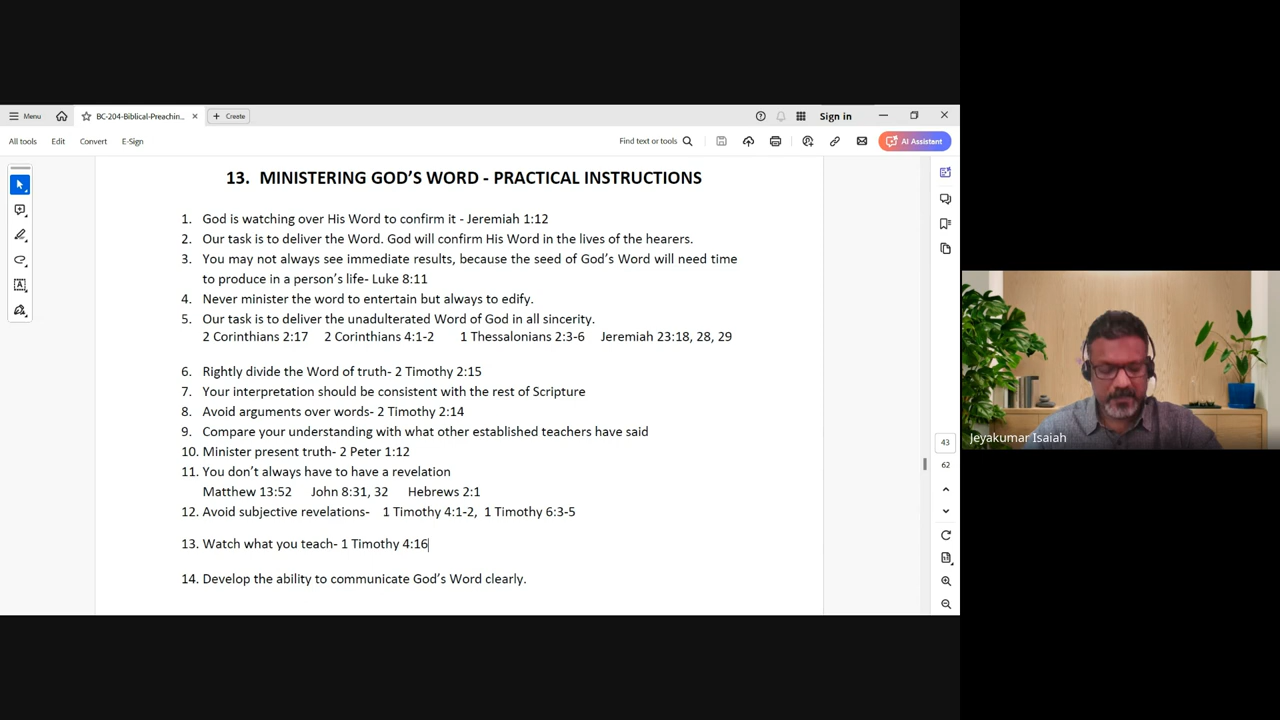 Menu
BC-204-Biblical-Preachin...
Create
Sign in
All tools
Edit
Convert
E-Sign
Find text or tools
AI Assistant
13. MINISTERING GOD'S WORD - PRACTICAL INSTRUCTIONS
1. God is watching over His Word to confirm it - Jeremiah 1:12
2. Our task is to deliver the Word. God will confirm His Word in the lives of the hearers.
3. You may not always see immediate results, because the seed of God's Word will need time
to produce in a person's life- Luke 8:11
4. Never minister the word to entertain but always to edify.
5. Our task is to deliver the unadulterated Word of God in all sincerity.
2 Corinthians 2:17 2 Corinthians 4:1-2 1 Thessalonians 2:3-6 Jeremiah 23:18, 28, 29
6. Rightly divide the Word of truth- 2 Timothy 2:15
7. Your interpretation should be consistent with the rest of Scripture
8. Avoid arguments over words- 2 Timothy 2:14
9. Compare your understanding with what other established teachers have said
10. Minister present truth- 2 Peter 1:12
11. You don't always have to have a revelation
Matthew 13:52 John 8:31, 32 Hebrews 2:1
12. Avoid subjective revelations- 1 Timothy 4:1-2, 1 Timothy 6:3-5
13. Watch what you teach- 1 Timothy 4:16
14. Develop the ability to communicate God's Word clearly.
43
62
Jeyakumar Isaiah